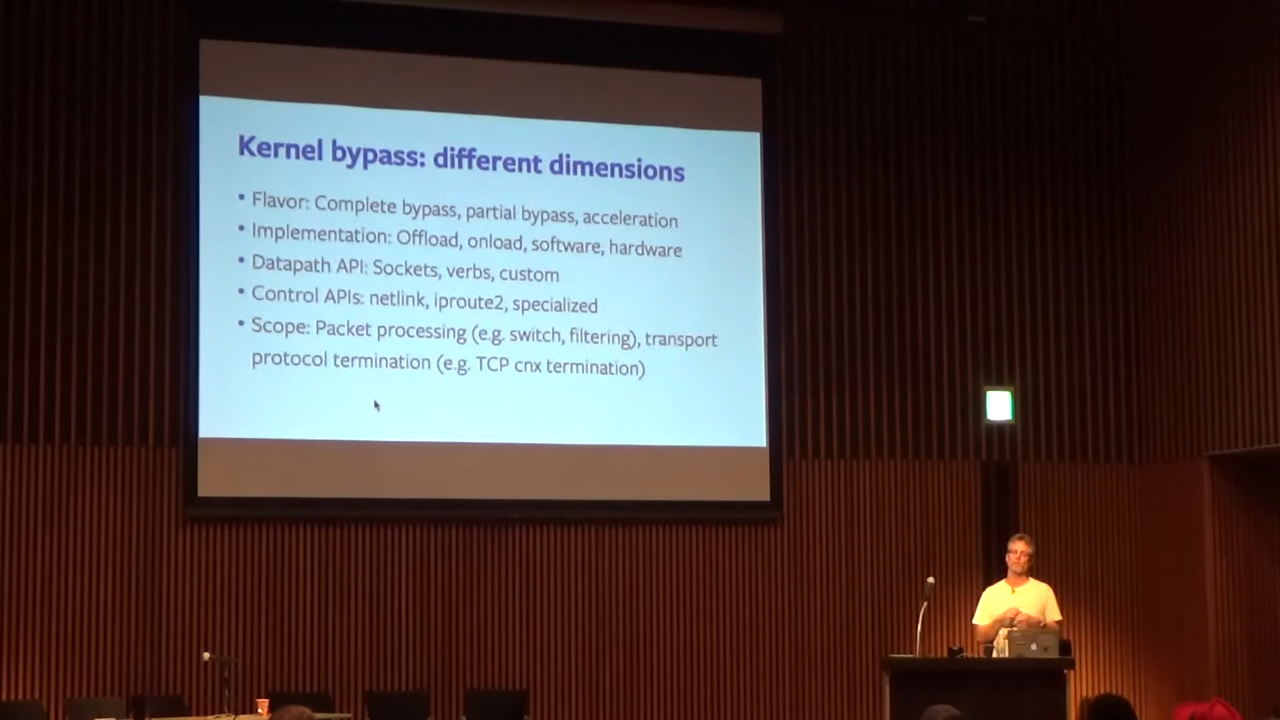 Kernel bypass: different dimensions
• Flavor: Complete bypass, partial bypass, acceleration
• Implementation: Offload, onload, software, hardware
• Datapath API: Sockets, verbs, custom
• Control APIs: netlink, iproute2, specialized
• Scope: Packet processing (e.g. switch, filtering), transport
protocol termination (e.g. TCP cnx termination)